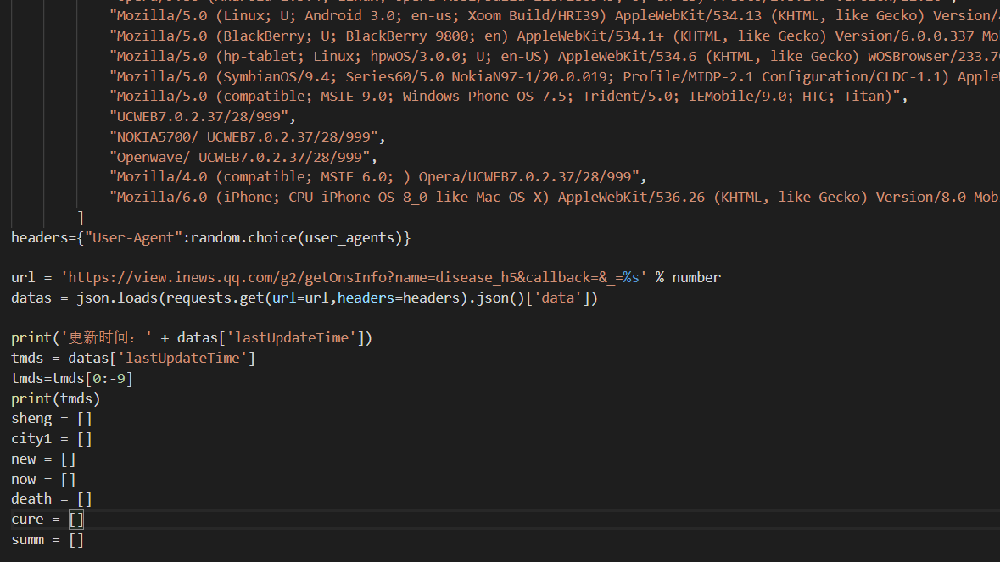 "Mozilla/5.0 (Linux; U; Android 3.0; en-us; Xoom Build/HRI39) AppleWebKit/534.13 (KHTML, like Gecko) Version/
"Mozilla/5.0 (BlackBerry; U; BlackBerry 9800; en) AppleWebKit/534.1+ (KHTML, like Gecko) Version/6.0.0.337 Mo
"Mozilla/5.0 (hp-tablet; Linux; hpwOS/3.0.0; U; en-US) AppleWebKit/534.6 (KHTML, like Gecko) wOSBrowser/233.7
"Mozilla/5.0 (SymbianOS/9.4; Series60/5.0 NokiaN97-1/20.0.019; Profile/MIDP-2.1 Configuration/CLDC-1.1) Apple
"Mozilla/5.0 (compatible; MSIE 9.0; Windows Phone OS 7.5; Trident/5.0; IEMobile/9.0; HTC; Titan)",
"UCWEB7.0.2.37/28/999",
"NOKIA5700/ UCWEB7.0.2.37/28/999",
"Openwave/ UCWEB7.0.2.37/28/999",
"Mozilla/4.0 (compatible; MSIE 6.0; ) Opera/UCWEB7.0.2.37/28/999",
"Mozilla/6.0 (iPhone; CPU iPhone OS 8_0 like Mac OS X) AppleWebKit/536.26 (KHTML, like Gecko) Version/8.0 Mob
]
headers={"User-Agent":random.choice(user_agents)}
url = 'https://view.inews.qq.com/g2/getOnsInfo?name=disease_h5&callback=&_=%s' % number
datas = json.loads(requests.get(url=url,headers=headers).json()['data'])
print('更新时间：' + datas['lastUpdateTime'])
tmds = datas['lastUpdateTime']
tmds=tmds[0:-9]
print(tmds)
sheng = []
city1 = []
new = []
now = []
death = []
cure = []
summ = []